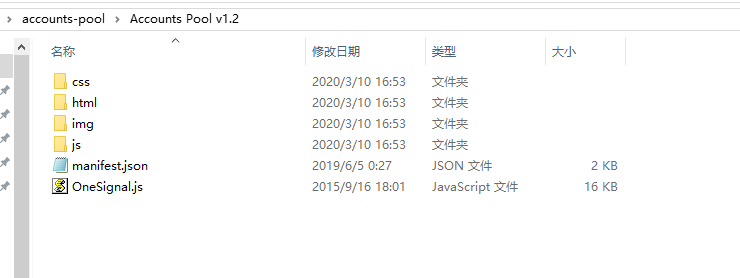 accounts-pool Accounts Pool v1.2
名称 修改日期 类型 大小
css 2020/3/10 16:53 文件夹
html 2020/3/10 16:53 文件夹
img 2020/3/10 16:53 文件夹
js 2020/3/10 16:53 文件夹
manifest.json 2019/6/5 0:27 JSON 文件 2 KB
OneSignal.js 2015/9/16 18:01 JavaScript 文件 16 KB